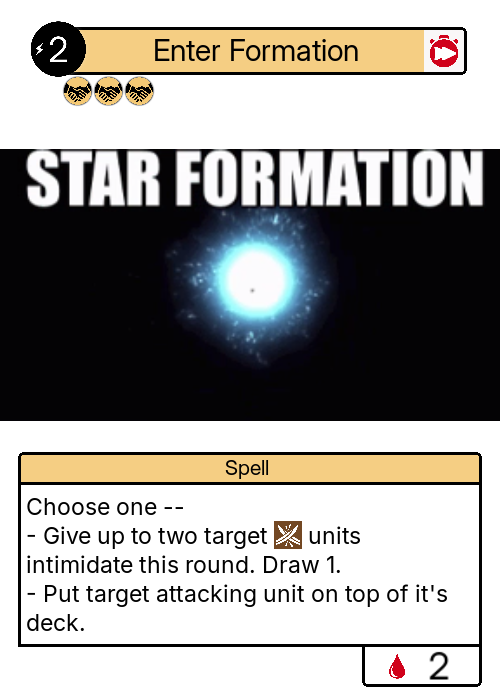 2
Enter Formation
STAR FORMATION
Spell
Choose one --
- Give up to two target units
intimidate this round. Draw 1.
- Put target attacking unit on top of it's
deck.
2